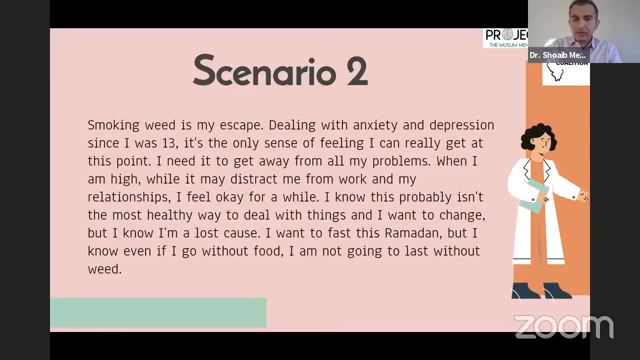 PROJEC
THE MUSLIM MEN
Dr. Shoaib Me...
COALITION
Scenario 2
Smoking weed is my escape. Dealing with anxiety and depression
since I was 13, it's the only sense of feeling I can really get at
this point. I need it to get away from all my problems. When I
am high, while it may distract me from work and my
relationships, I feel okay for a while. I know this probably isn't
the most healthy way to deal with things and I want to change,
but I know I'm a lost cause. I want to fast this Ramadan, but I
know even if I go without food, I am not going to last without
weed.
zoom